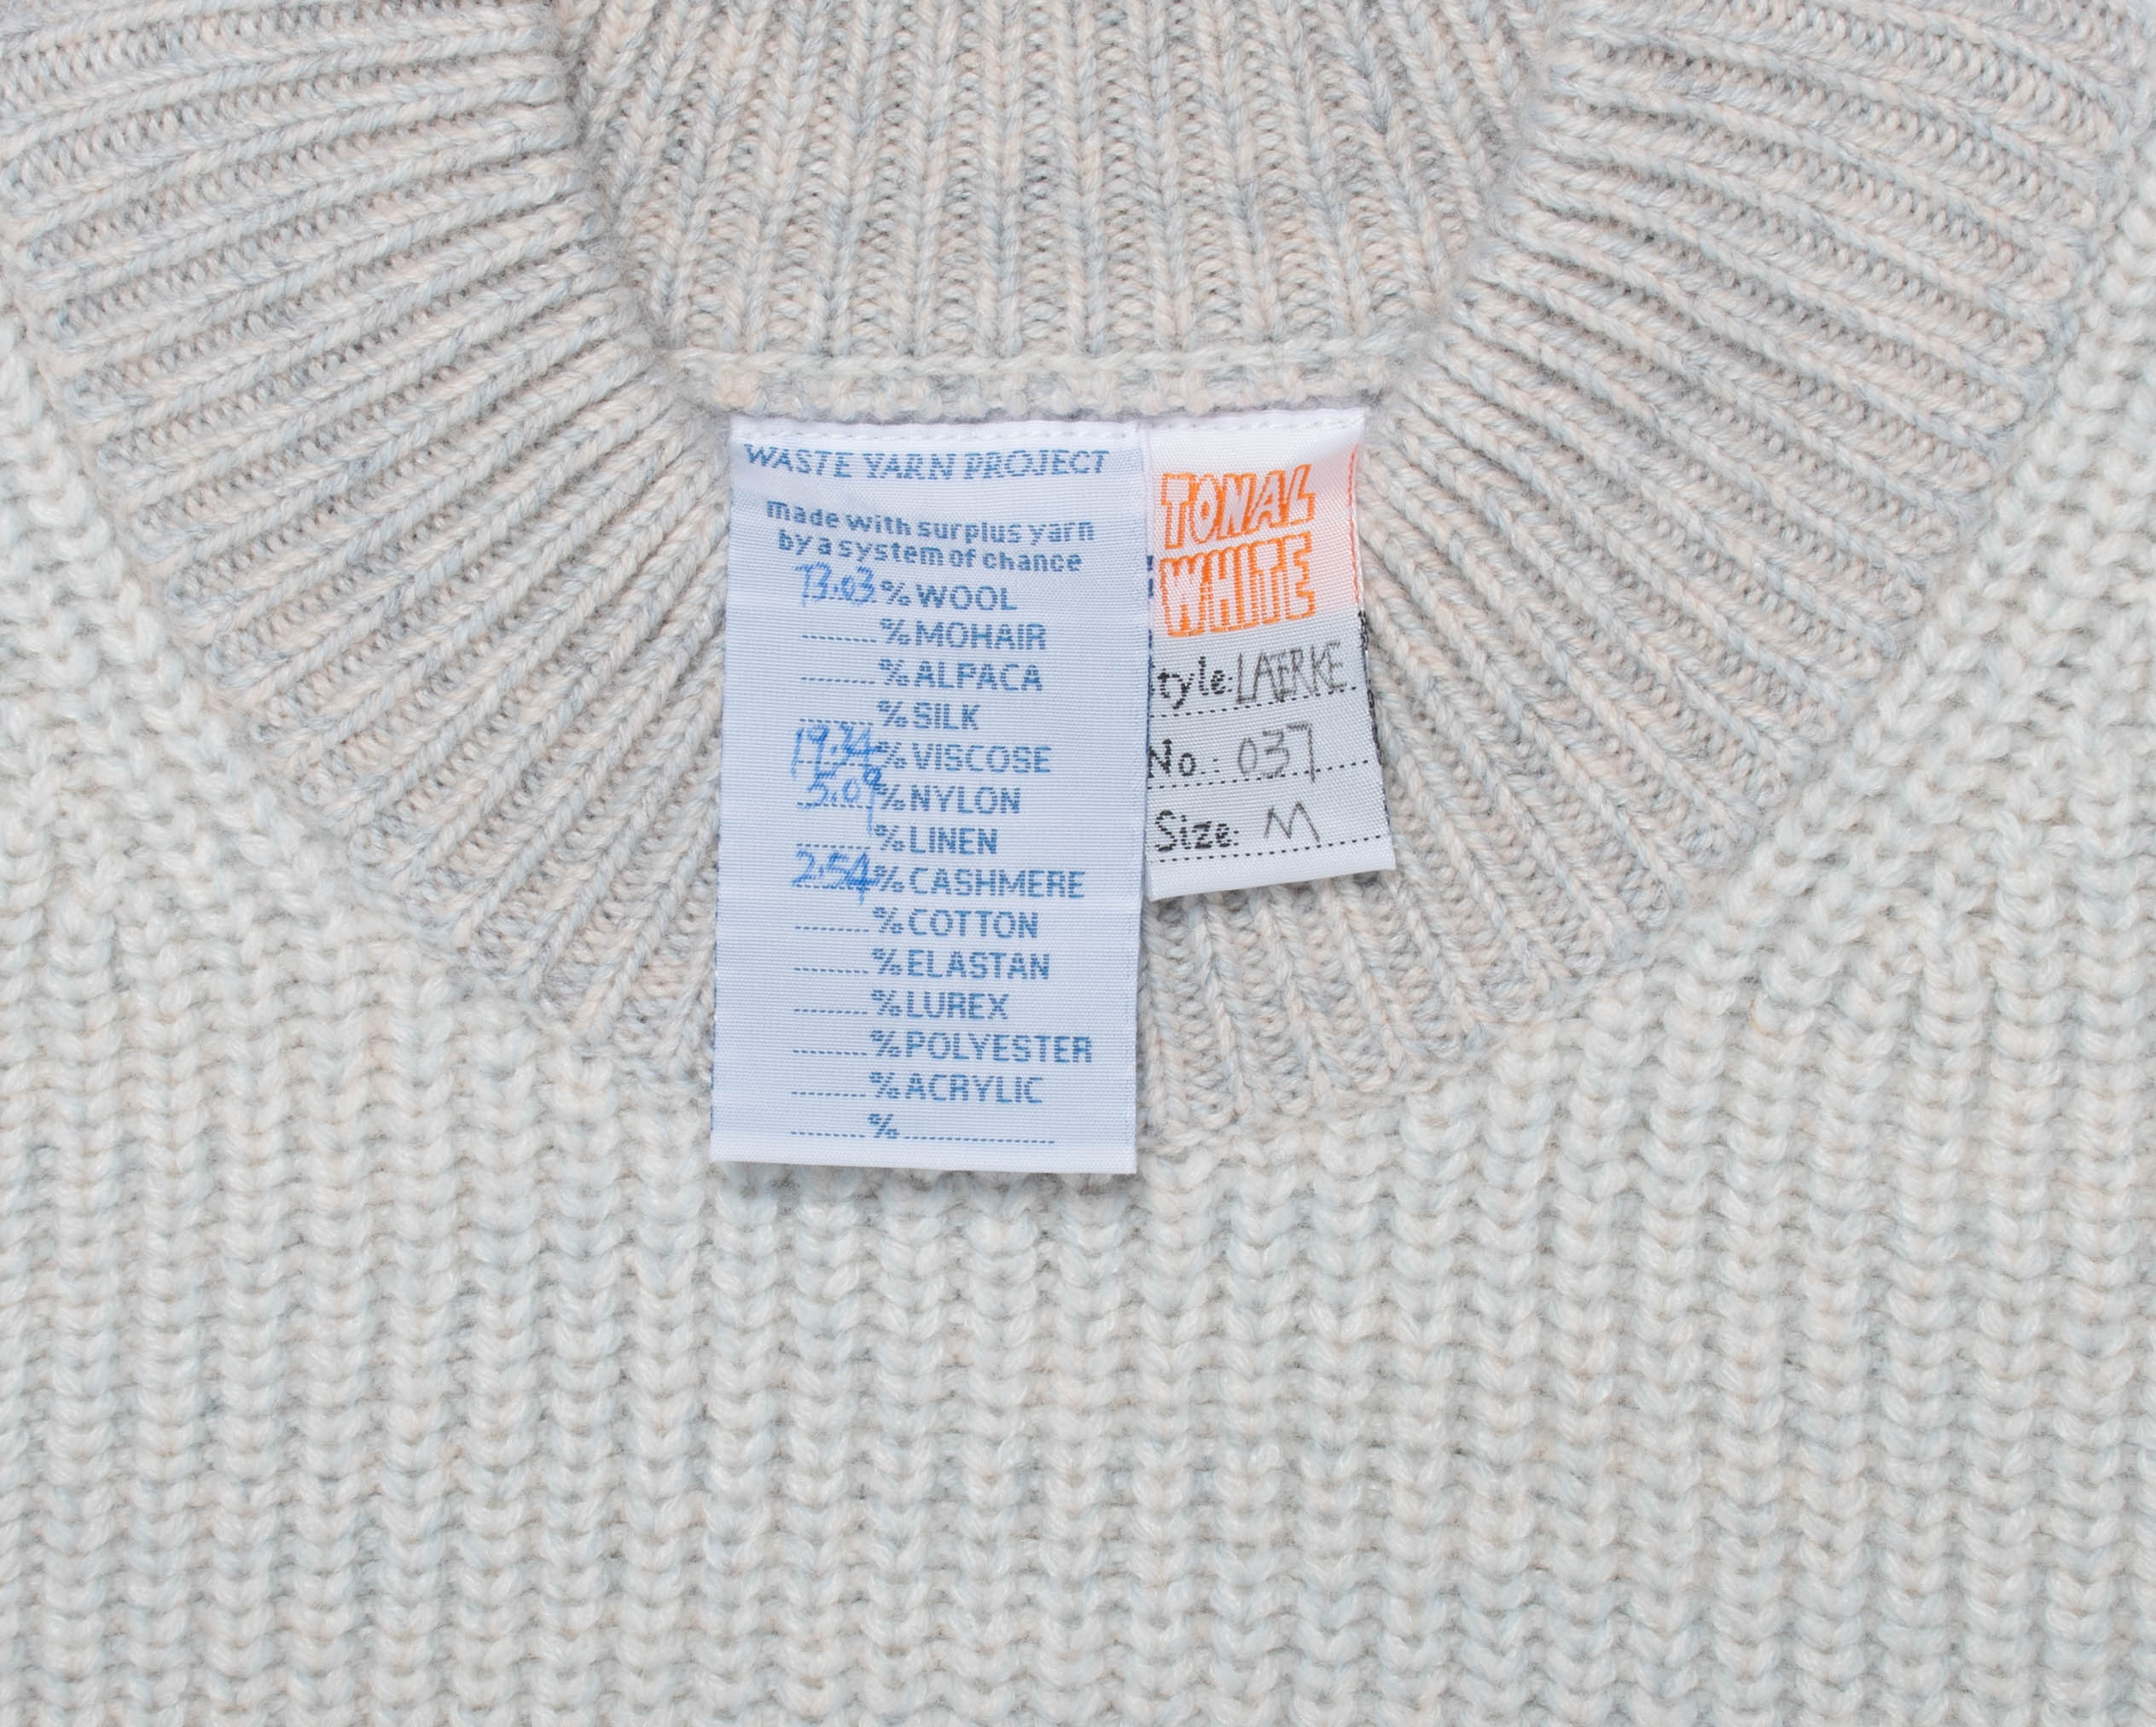 WASTE YARN PROJECT
made with surplus yarn
by a system of chance
73.03% WOOL
% MOHAIR
% ALPACA
% SILK
19.34% VISCOSE
5.09% NYLON
% LINEN
2.54% CASHMERE
% COTTON
% ELASTAN
% LUREX
% POLYESTER
% ACRYLIC
%
TONAL
WHITE
tyle: LAERKE
No.: 037
Size: M